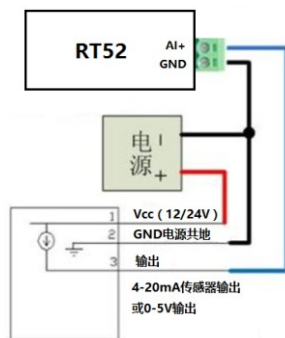 RT52
AI+
GND
电源
1 Vcc（12/24V）
2 GND电源共地
3 输出
4-20mA传感器输出
或0-5V输出